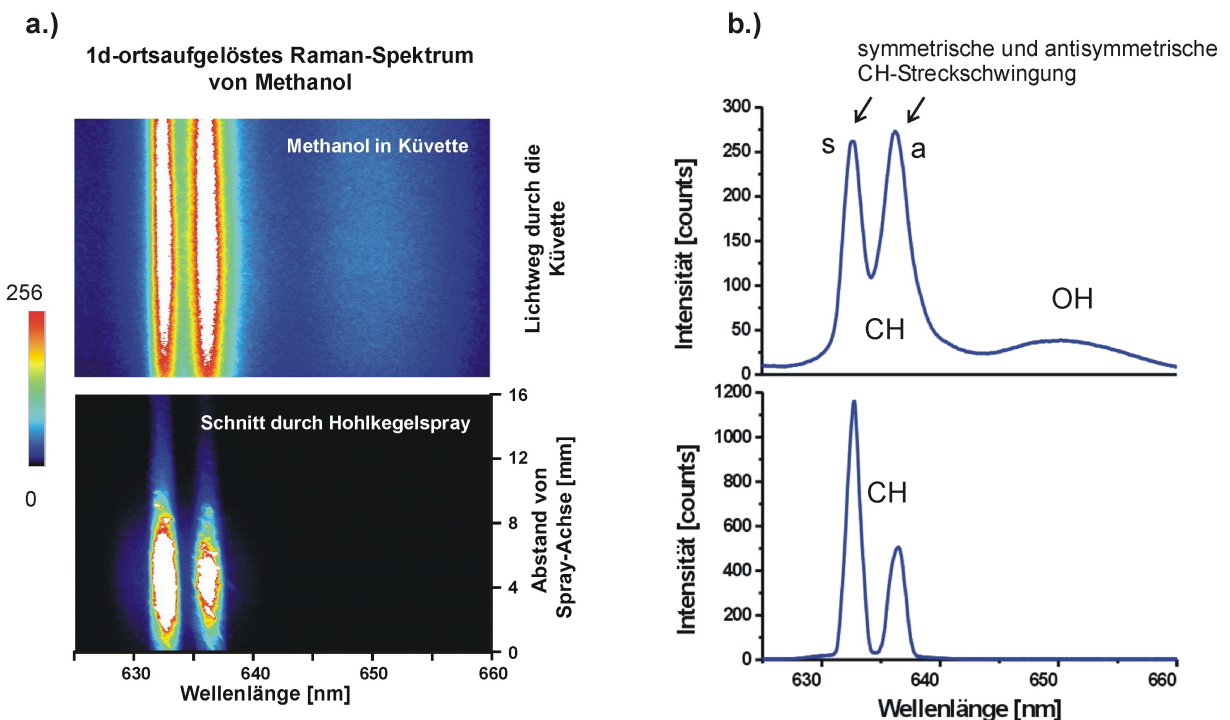 a.)
1d-ortsaufgelöstes Raman-Spektrum
von Methanol
Methanol in Küvette
Lichtweg durch die
Küvette
256
0
Schnitt durch Hohlkegelspray
16
12
8
4
0
Abstand von
Spray-Achse [mm]
630
640
650
660
Wellenlänge [nm]
b.)
symmetrische und antisymmetrische
CH-Streckschwingung
300
250
200
150
100
50
0
Intensität [counts]
s
a
CH
OH
1200
1000
800
600
400
200
0
Intensität [counts]
CH
630
640
650
660
Wellenlänge [nm]